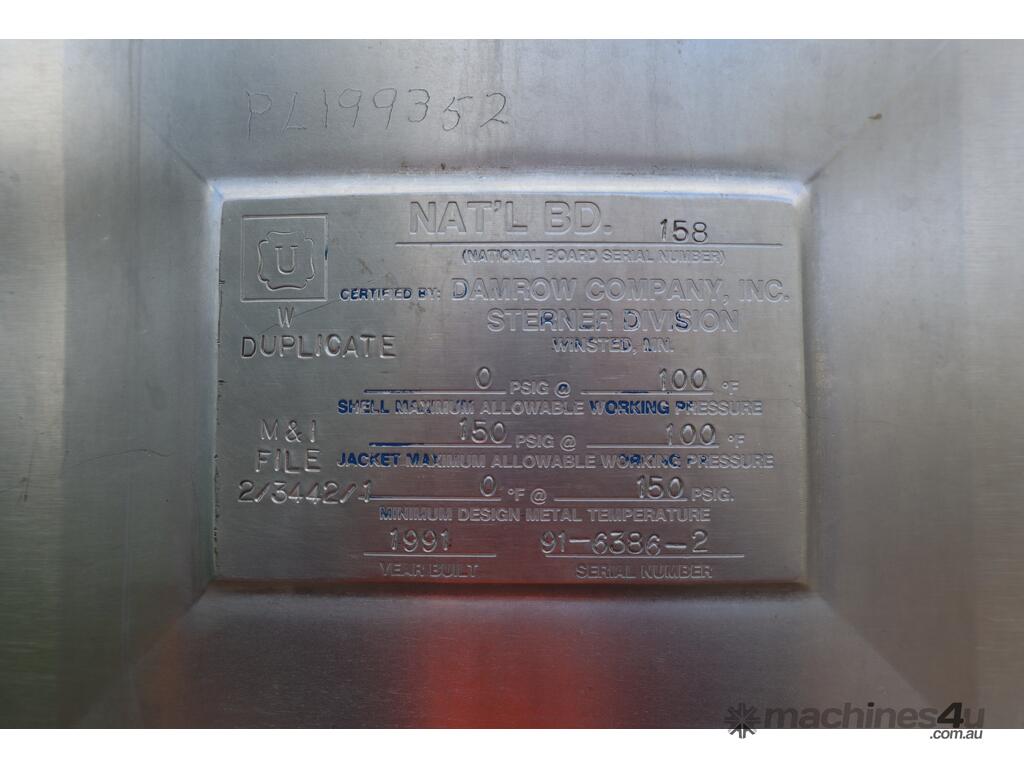 PL199352
NAT'L BD. 158
(NATIONAL BOARD SERIAL NUMBER)
U
W
DUPLICATE
CERTIFIED BY: DAMROW COMPANY, INC.
STERNER DIVISION
WINSTED, MN.
0 PSIG @ 100 °F
SHELL MAXIMUM ALLOWABLE WORKING PRESSURE
M & I
FILE
2/3442/1
150 PSIG @ 100 °F
JACKET MAXIMUM ALLOWABLE WORKING PRESSURE
0 °F @ 150 PSIG.
MINIMUM DESIGN METAL TEMPERATURE
1991 91-6386-2
YEAR BUILT SERIAL NUMBER
machines4u
.com.au